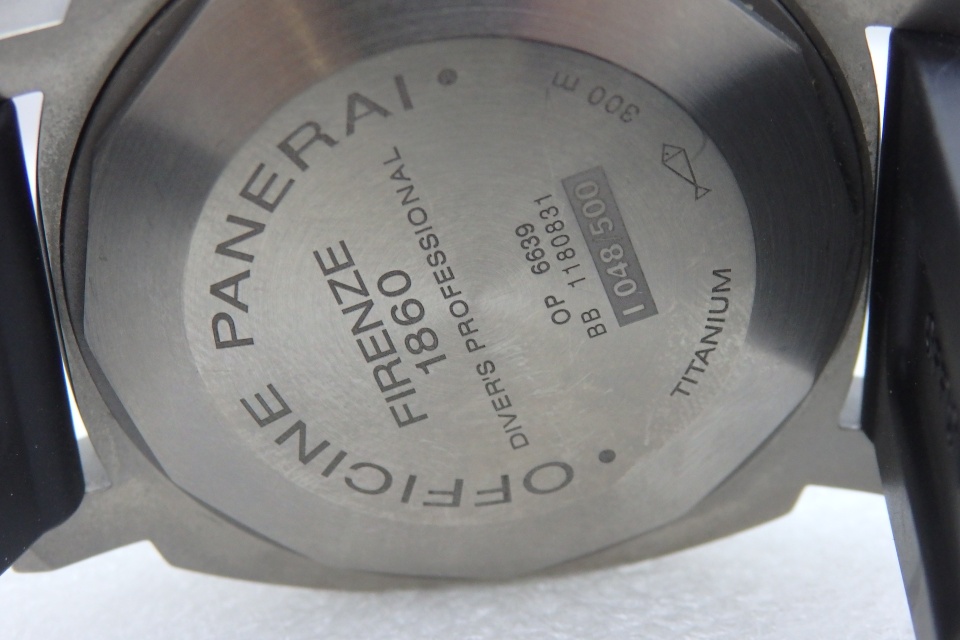 OFFICINE PANERAI
FIRENZE
1860
DIVER'S PROFESSIONAL
OP 6639
BB 1180831
I 048/500
TITANIUM
300 m